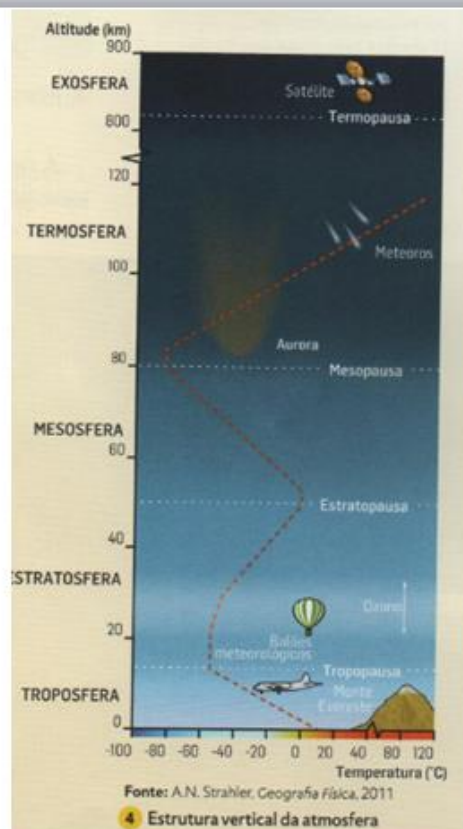 Altitude (km)
900
EXOSFERA
Satélite
Termopausa
800
120
TERMOSFERA
Meteoros
100
Aurora
80
Mesopausa
MESOSFERA
60
Estratopausa
40
ESTRATOSFERA
Ozono
Balões
meteorológicos
20
Tropopausa
TROPOSFERA
Monte
Evereste
0
-100 -80 -60 -40 -20 0 20 40 60 80 120
Temperatura (°C)
Fonte: A.N. Strahler, Geografia Física, 2011
4 Estrutura vertical da atmosfera